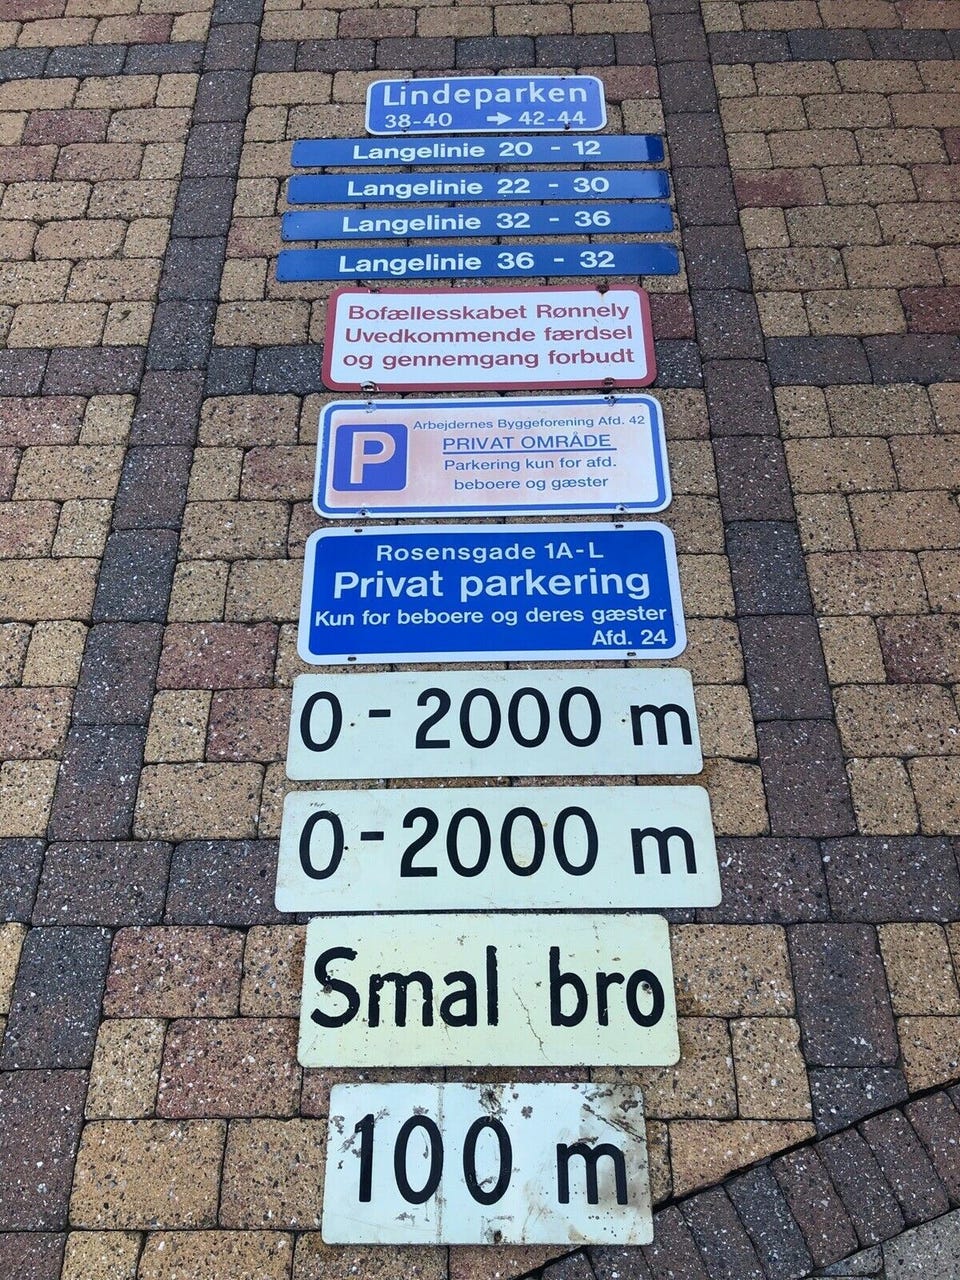 Lindeparken
38-40 → 42-44
Langelinie 20 - 12
Langelinie 22 - 30
Langelinie 32 - 36
Langelinie 36 - 32
Bofællesskabet Rønnely
Uvedkommende færdsel
og gennemgang forbudt
P
Arbejdernes Byggeforening Afd. 42
PRIVAT OMRÅDE
Parkering kun for afd.
beboere og gæster
Rosensgade 1A-L
Privat parkering
Kun for beboere og deres gæster
Afd. 24
0 - 2000 m
0-2000 m
Smal bro
100 m